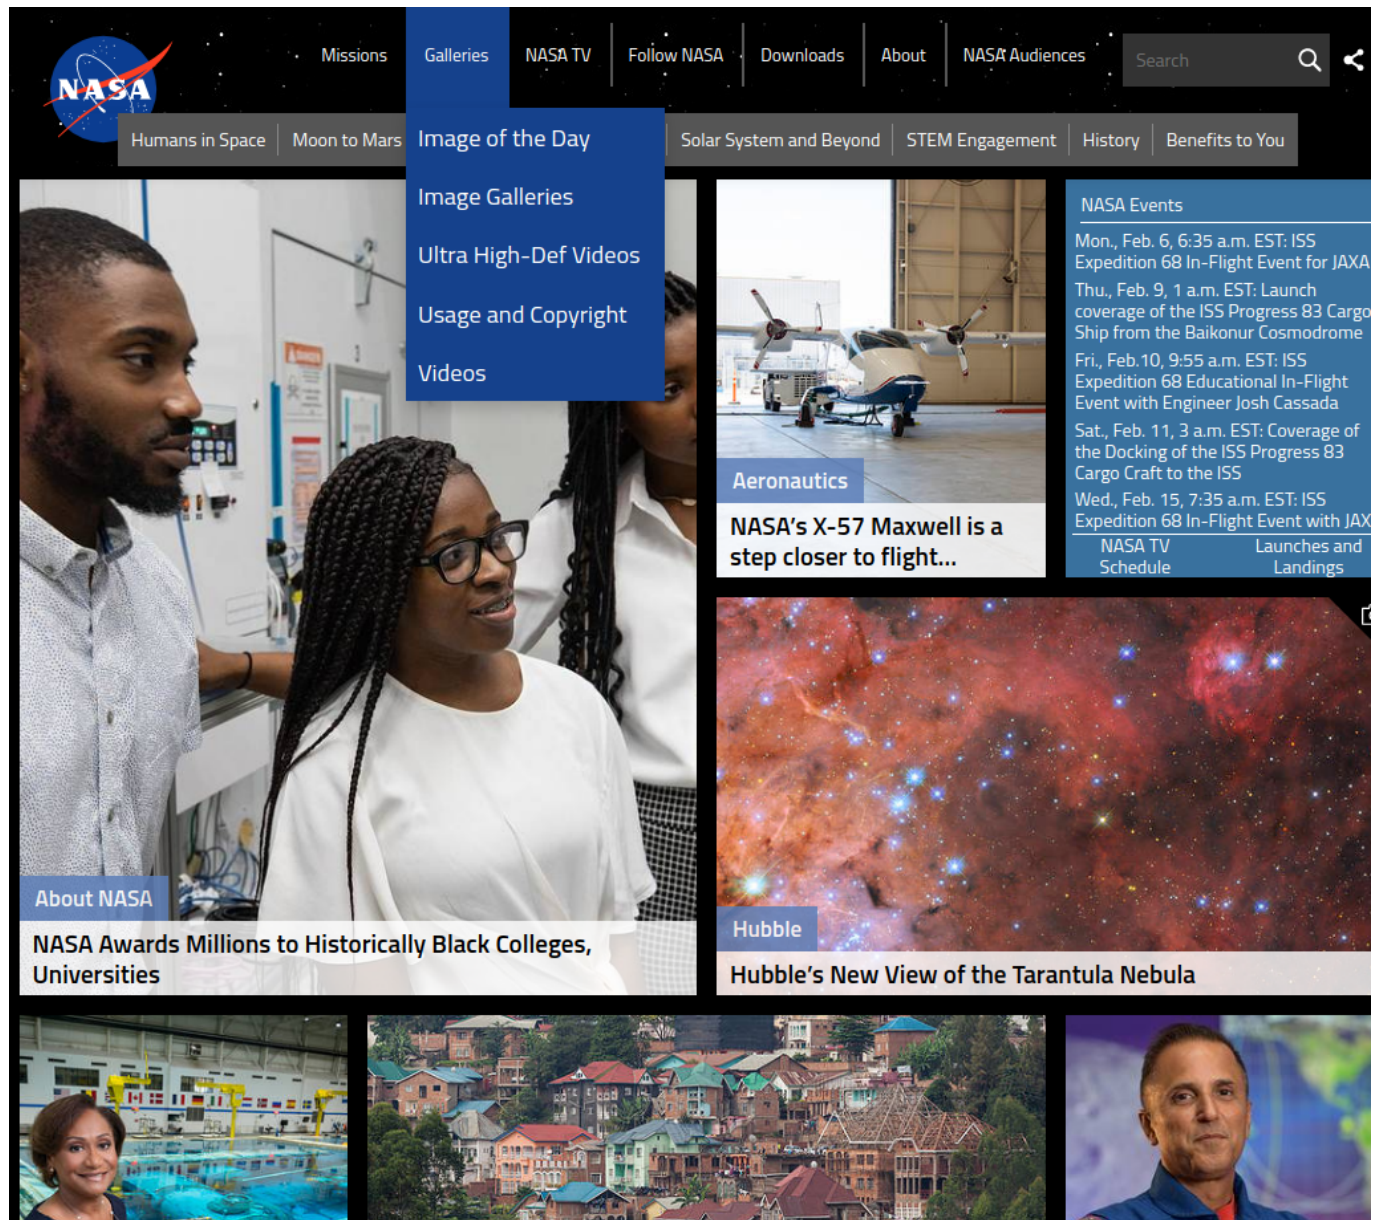 Missions
Galleries
NASA TV
Follow NASA
Downloads
About
NASA Audiences
Search
NASA
Humans in Space
Moon to Mars
Solar System and Beyond
STEM Engagement
History
Benefits to You
Image of the Day
Image Galleries
Ultra High-Def Videos
Usage and Copyright
Videos
DANGER
3
About NASA
NASA Awards Millions to Historically Black Colleges,
Universities
Aeronautics
NASA's X-57 Maxwell is a
step closer to flight...
NASA Events
Mon., Feb. 6, 6:35 a.m. EST: ISS
Expedition 68 In-Flight Event for JAXA
Thu., Feb. 9, 1 a.m. EST: Launch
coverage of the ISS Progress 83 Cargo
Ship from the Baikonur Cosmodrome
Fri., Feb.10, 9:55 a.m. EST: ISS
Expedition 68 Educational In-Flight
Event with Engineer Josh Cassada
Sat., Feb. 11, 3 a.m. EST: Coverage of
the Docking of the ISS Progress 83
Cargo Craft to the ISS
Wed., Feb. 15, 7:35 a.m. EST: ISS
Expedition 68 In-Flight Event with JAX
NASA TV
Schedule
Launches and
Landings
Hubble
Hubble's New View of the Tarantula Nebula